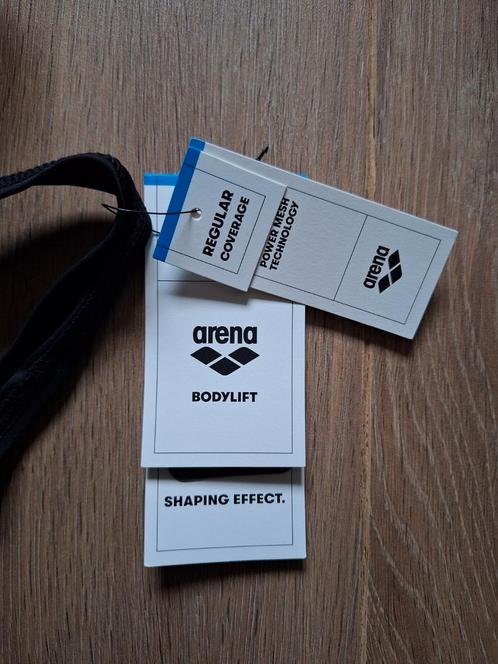 REGULAR
COVERAGE
POWER MESH
TECHNOLOGY
arena
arena
BODYLIFT
SHAPING EFFECT.